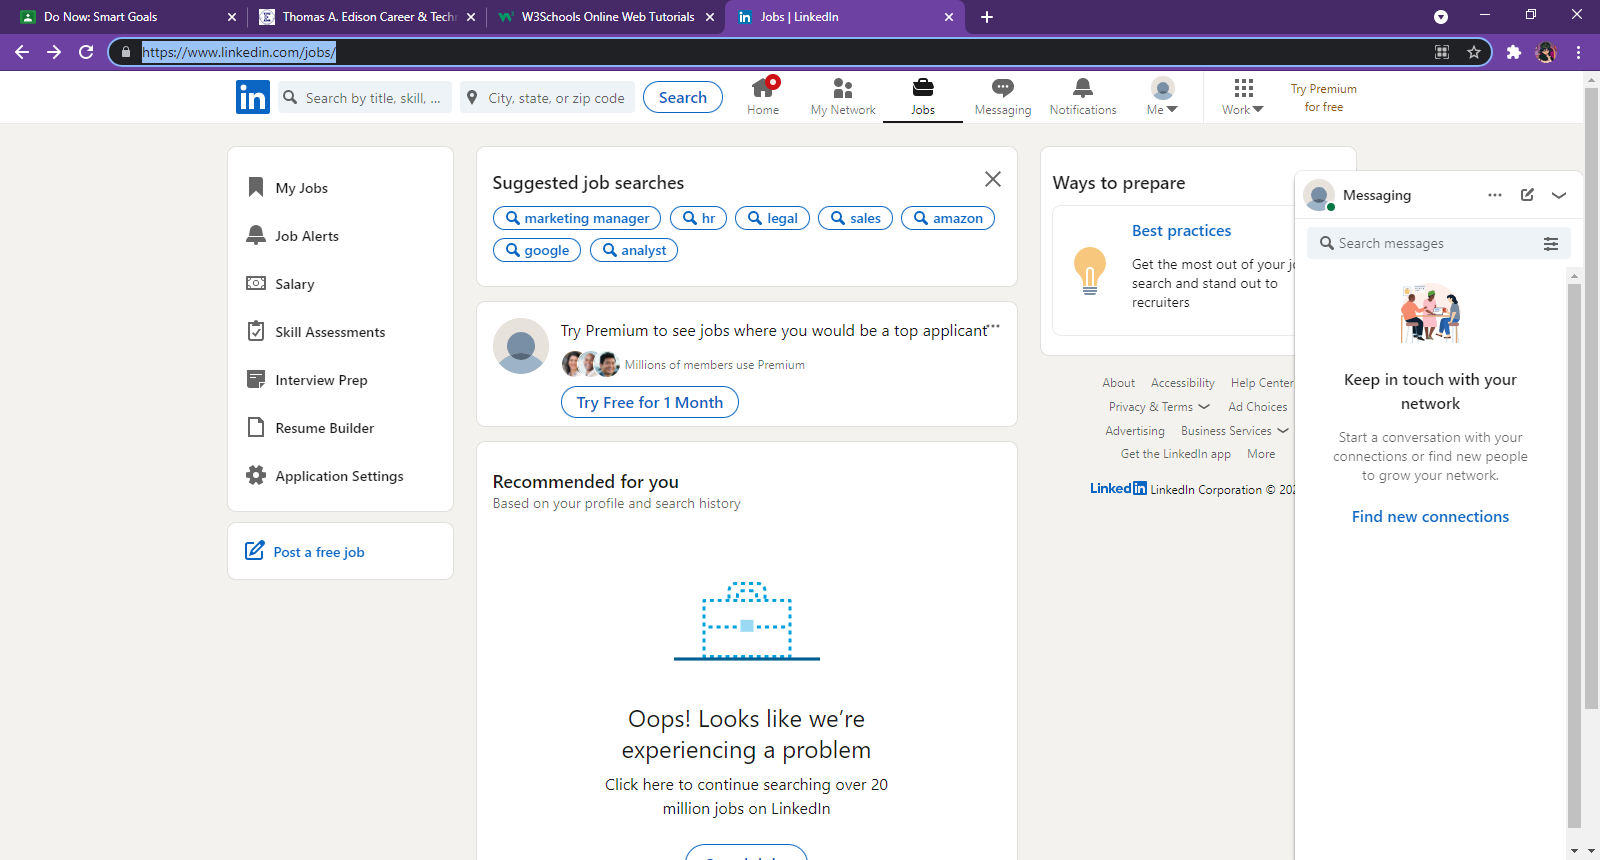 Do Now: Smart Goals
Thomas A. Edison Career & Tech
W3Schools Online Web Tutorials
Jobs | LinkedIn
https://www.linkedin.com/jobs/
in
Search by title, skill, ...
City, state, or zip code
Search
Home
My Network
Jobs
Messaging
Notifications
Me
Work
Try Premium
for free
My Jobs
Job Alerts
Salary
Skill Assessments
Interview Prep
Resume Builder
Application Settings
Post a free job
Suggested job searches
marketing manager
hr
legal
sales
amazon
google
analyst
Try Premium to see jobs where you would be a top applicant
Millions of members use Premium
Try Free for 1 Month
Recommended for you
Based on your profile and search history
Oops! Looks like we're
experiencing a problem
Click here to continue searching over 20
million jobs on LinkedIn
Ways to prepare
Best practices
Get the most out of your
search and stand out to
recruiters
About Accessibility Help Center
Privacy & Terms Ad Choices
Advertising Business Services
Get the LinkedIn app More
LinkedIn LinkedIn Corporation ©
Messaging
Search messages
Keep in touch with your
network
Start a conversation with your
connections or find new people
to grow your network.
Find new connections